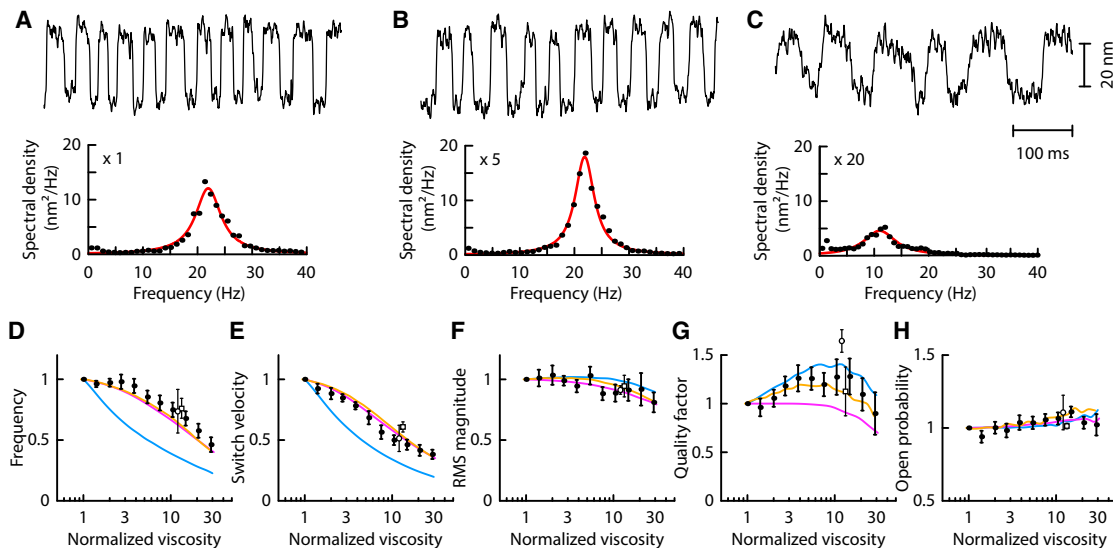 A
B
C
20 nm
100 ms
Spectral density
(nm²/Hz)
20
10
0
x 1
0 10 20 30 40
Frequency (Hz)
Spectral density
(nm²/Hz)
20
10
0
x 5
0 10 20 30 40
Frequency (Hz)
Spectral density
(nm²/Hz)
20
10
0
x 20
0 10 20 30 40
Frequency (Hz)
D
Frequency
1
0.5
0
1 3 10 30
Normalized viscosity
E
Switch velocity
1
0.5
0
1 3 10 30
Normalized viscosity
F
RMS magnitude
1
0.5
0
1 3 10 30
Normalized viscosity
G
Quality factor
1.5
1
0.5
0
1 3 10 30
Normalized viscosity
H
Open probability
1.5
1
0.5
1 3 10 30
Normalized viscosity